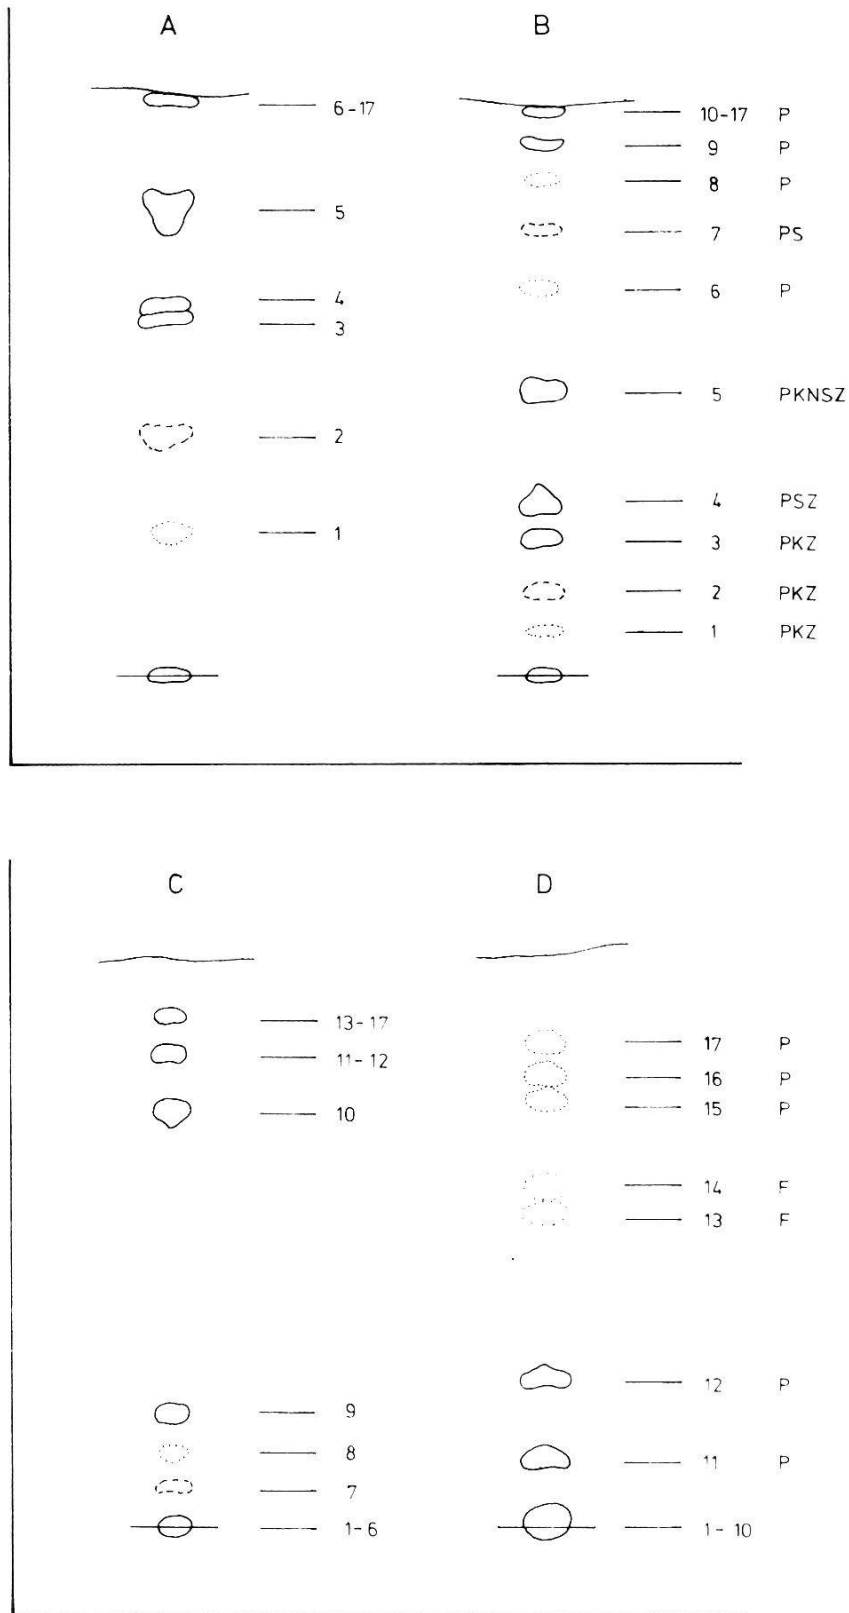 A
6-17
5
4
3
2
1
B
10-17 P
9 P
8 P
7 PS
6 P
5 PKNSZ
4 PSZ
3 PKZ
2 PKZ
1 PKZ
C
13-17
11-12
10
9
8
7
1-6
D
17 P
16 P
15 P
14 F
13 F
12 P
11 P
1-10